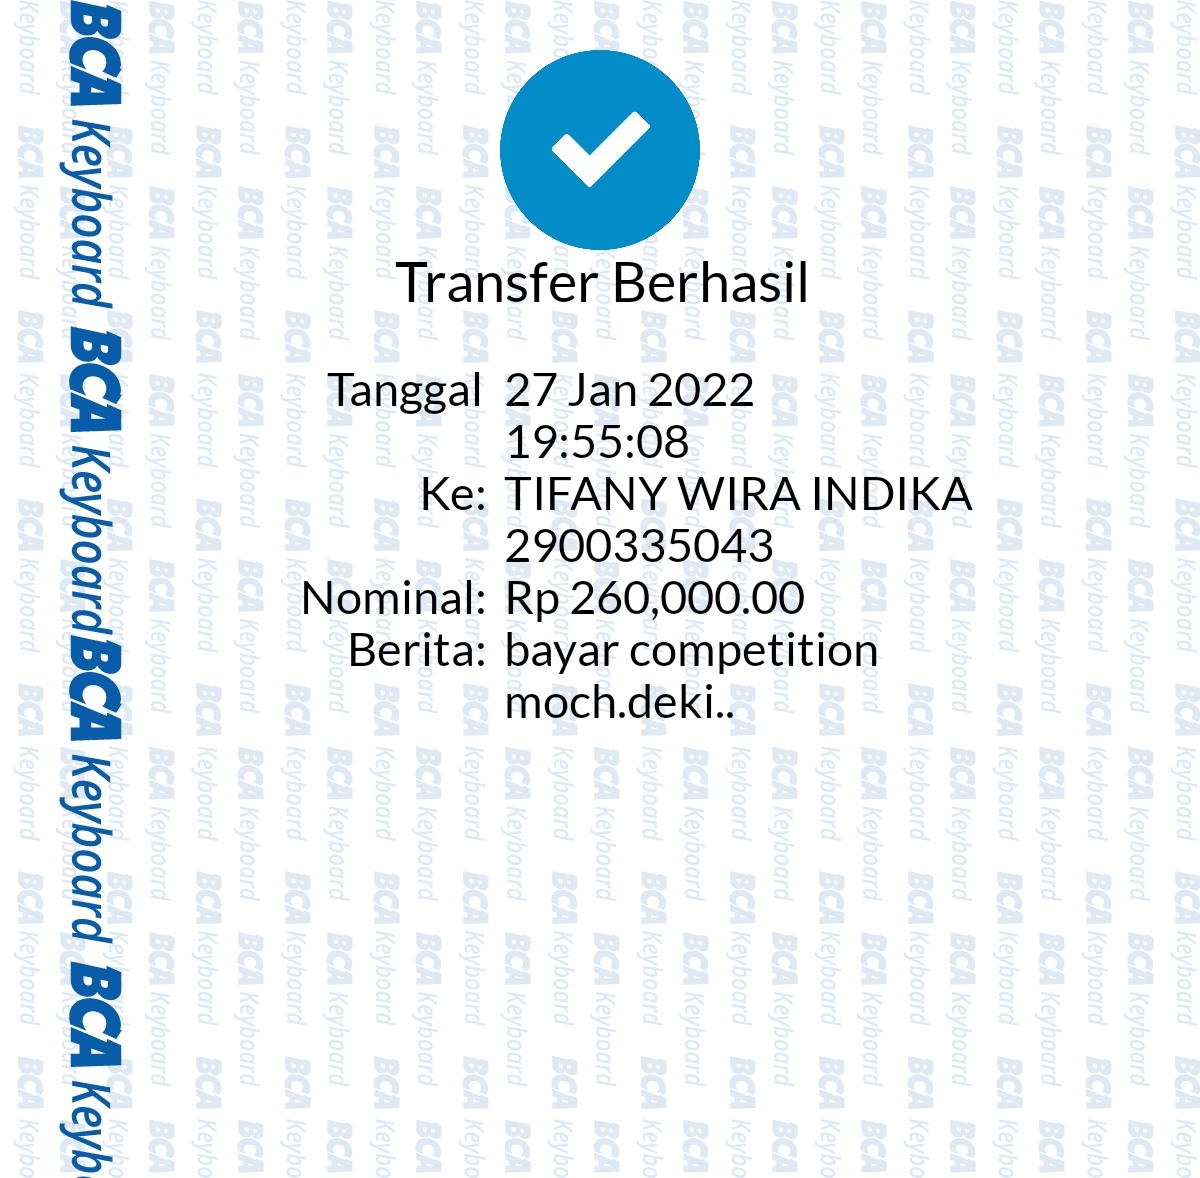 BCA Keyboard BCA Keyboard BCA Keyboard BCA Keyb
Transfer Berhasil
Tanggal 27 Jan 2022
19:55:08
Ke: TIFANY WIRA INDIKA
2900335043
Nominal: Rp 260,000.00
Berita: bayar competition
moch.deki..